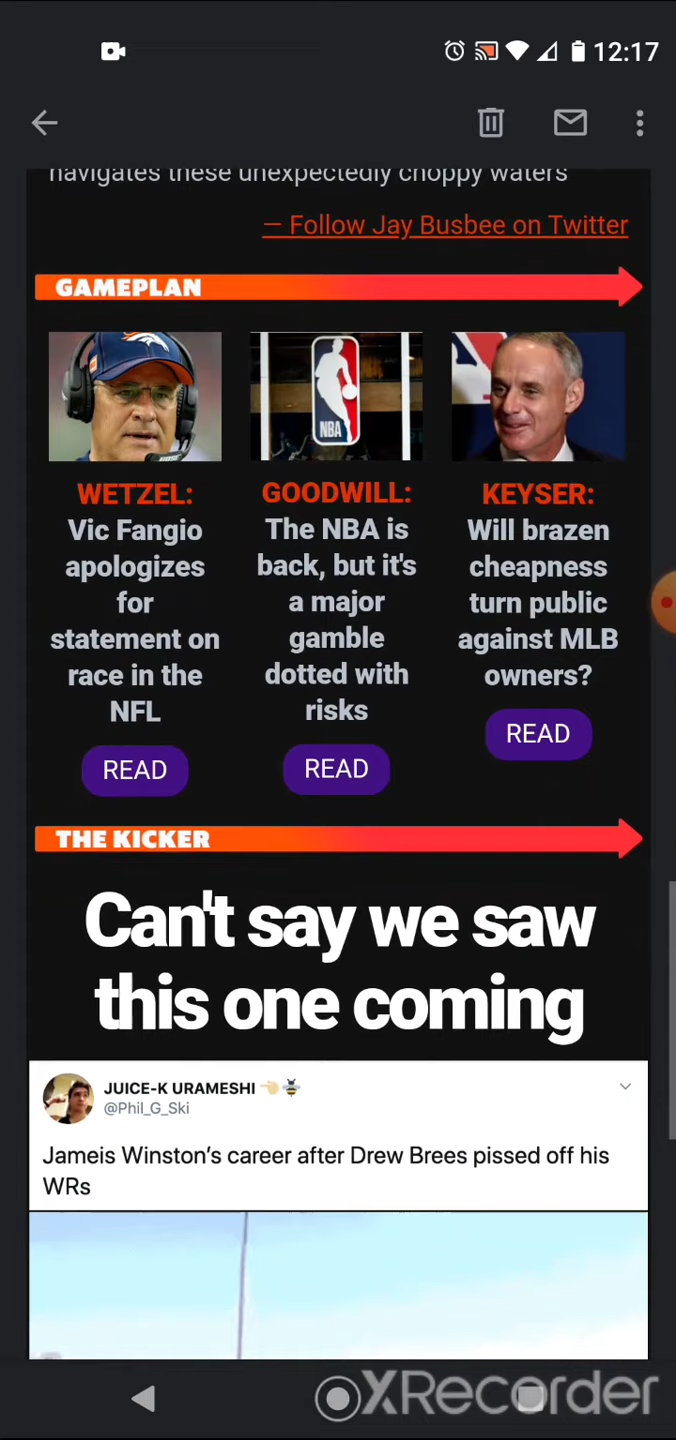 12:17
navigates these unexpectedly choppy waters
— Follow Jay Busbee on Twitter
GAMEPLAN
NBA
WETZEL:
Vic Fangio
apologizes
for
statement on
race in the
NFL
READ
GOODWILL:
The NBA is
back, but it's
a major
gamble
dotted with
risks
READ
KEYSER:
Will brazen
cheapness
turn public
against MLB
owners?
READ
THE KICKER
Can't say we saw
this one coming
JUICE-K URAMESHI
@Phil_G_Ski
Jameis Winston’s career after Drew Brees pissed off his
WRs
XRecorder